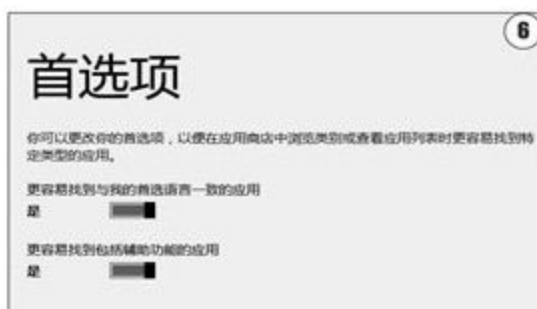 6
首选项
你可以更改你的首选项，以便在应用商店中浏览类别或查看应用列表时更容易找到特
定类型的应用。
更容易找到与我的首选语言一致的应用
是
更容易找到包括辅助功能的应用
是